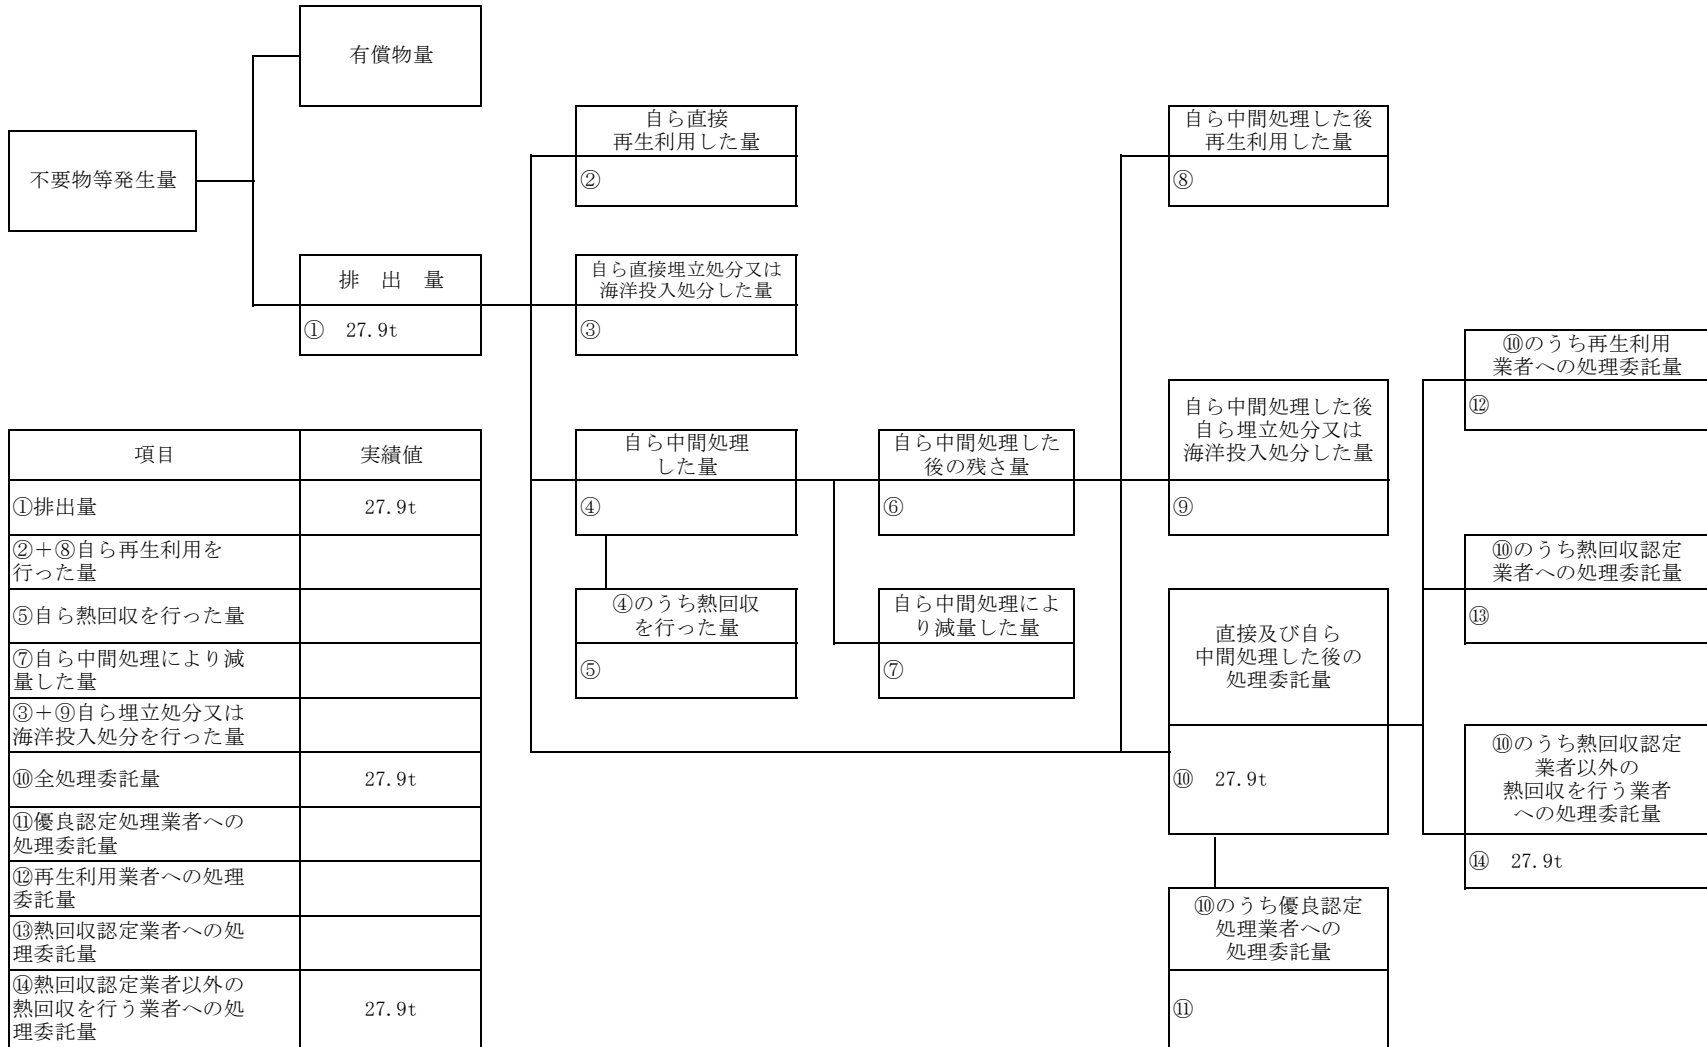 有償物量
不要物等発生量
排　出　量
①　27.9t
自ら直接
再生利用した量
②
自ら直接埋立処分又は
海洋投入処分した量
③
自ら中間処理
した量
④
④のうち熱回収
を行った量
⑤
自ら中間処理した
後の残さ量
⑥
自ら中間処理によ
り減量した量
⑦
自ら中間処理した後
再生利用した量
⑧
自ら中間処理した後
自ら埋立処分又は
海洋投入処分した量
⑨
直接及び自ら
中間処理した後の
処理委託量
⑩　27.9t
⑩のうち優良認定
処理業者への
処理委託量
⑪
⑩のうち再生利用
業者への処理委託量
⑫
⑩のうち熱回収認定
業者への処理委託量
⑬
⑩のうち熱回収認定
業者以外の
熱回収を行う業者
への処理委託量
⑭　27.9t
項目　実績値
①排出量　27.9t
②＋⑧自ら再生利用を
行った量
⑤自ら熱回収を行った量
⑦自ら中間処理により減
量した量
③＋⑨自ら埋立処分又は
海洋投入処分を行った量
⑩全処理委託量　27.9t
⑪優良認定処理業者への
処理委託量
⑫再生利用業者への処理
委託量
⑬熱回収認定業者への処
理委託量
⑭熱回収認定業者以外の
熱回収を行う業者への処　27.9t
理委託量